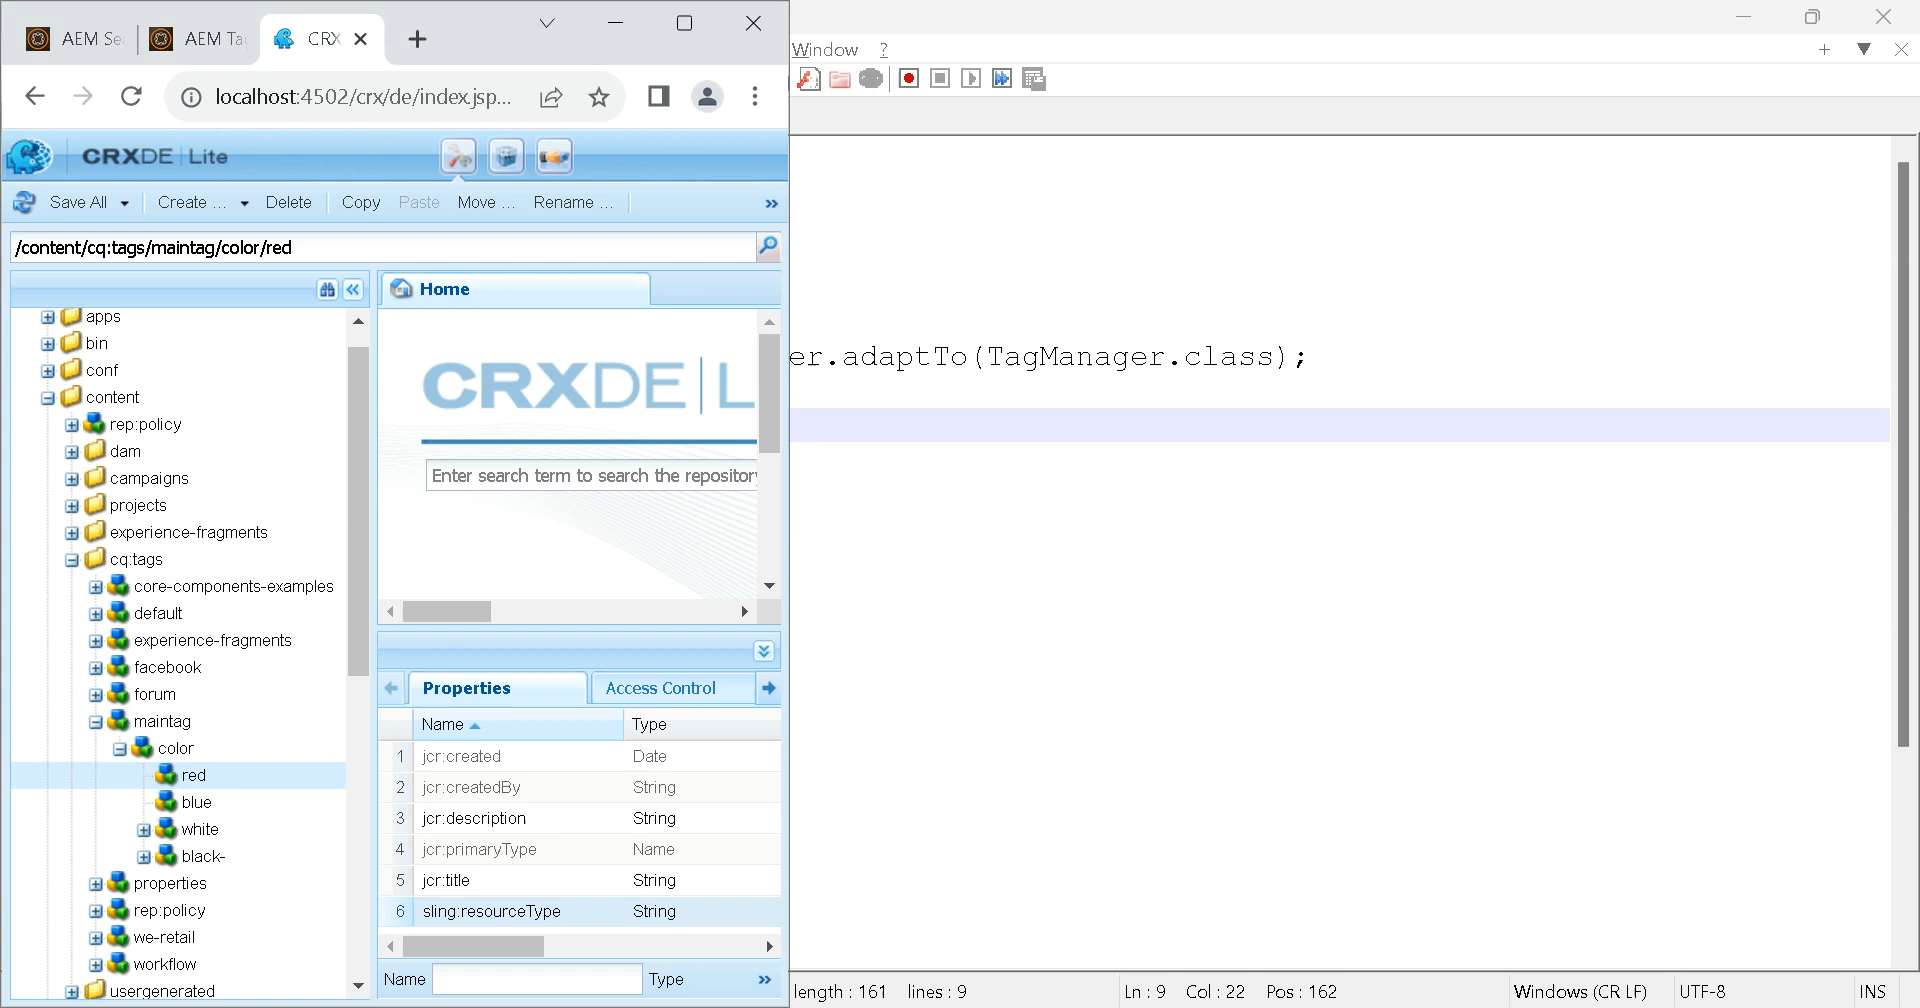 AEM Se
AEM Ta
CRX
localhost:4502/crx/de/index.jsp...
CRXDE | Lite
Save All
Create ...
Delete
Copy
Paste
Move ...
Rename ...
»
/content/cq:tags/maintag/color/red
apps
bin
conf
content
rep:policy
dam
campaigns
projects
experience-fragments
cq:tags
core-components-examples
default
experience-fragments
facebook
forum
maintag
color
red
blue
white
black-
properties
rep:policy
we-retail
workflow
usergenerated
Home
CRXDE | L
Enter search term to search the repository
Properties
Access Control
Name Type
1 jcr:created Date
2 jcr:createdBy String
3 jcr:description String
4 jcr:primaryType Name
5 jcr:title String
6 sling:resourceType String
Name Type »
Window ?
er.adaptTo(TagManager.class);
length : 161 lines : 9 Ln : 9 Col : 22 Pos : 162 Windows (CR LF) UTF-8 INS